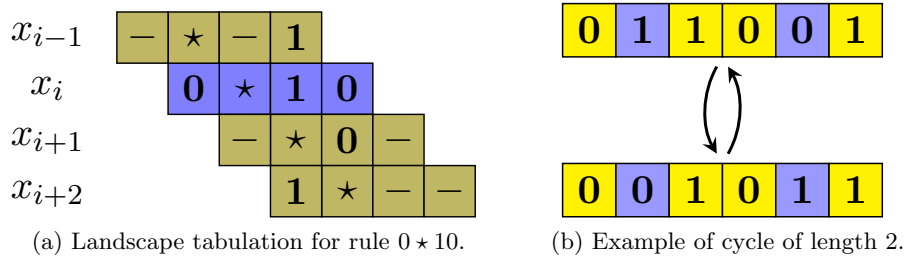 x_{i−1} − ⋆ − 1
x_i 0 ⋆ 1 0
x_{i+1} − ⋆ 0 −
x_{i+2} 1 ⋆ − −
(a) Landscape tabulation for rule 0 ⋆ 10.
0 1 1 0 0 1
0 0 1 0 1 1
(b) Example of cycle of length 2.